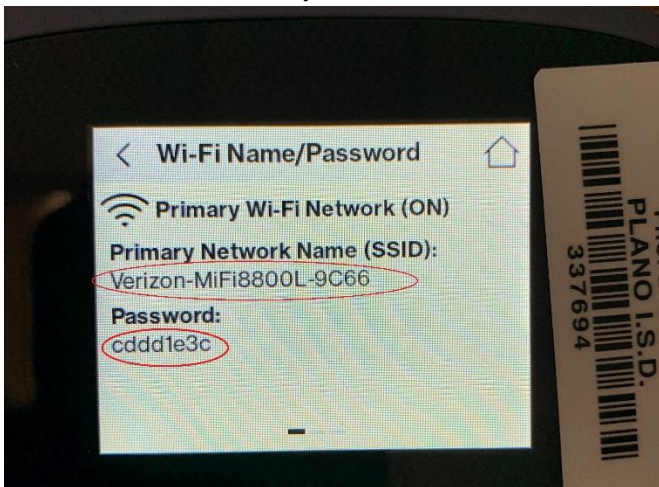 < Wi-Fi Name/Password
Primary Wi-Fi Network (ON)
Primary Network Name (SSID):
Verizon-MiFi8800L-9C66
Password:
cddd1e3c
PLANO I.S.D.
337694